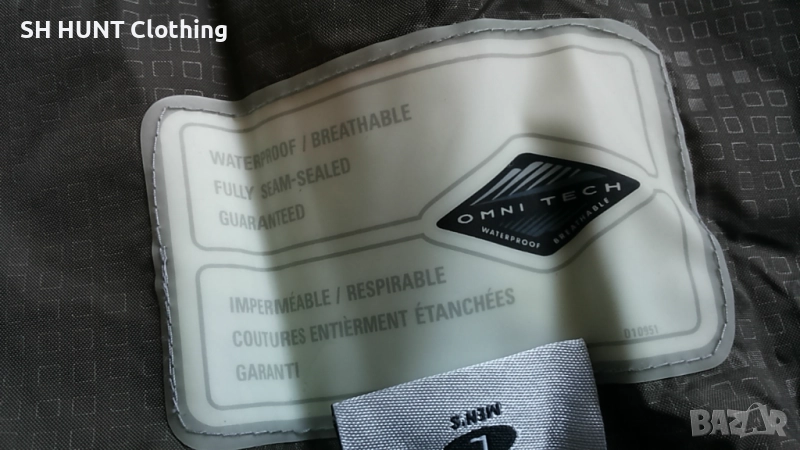 SH HUNT Clothing
WATERPROOF / BREATHABLE
FULLY SEAM-SEALED
GUARANTEED
OMNI TECH
WATERPROOF BREATHABLE
IMPERMÉABLE / RESPIRABLE
COUTURES ENTIÈRMENT ÉTANCHÉES
GARANTI
010951
MEN'S
L
BAZAR